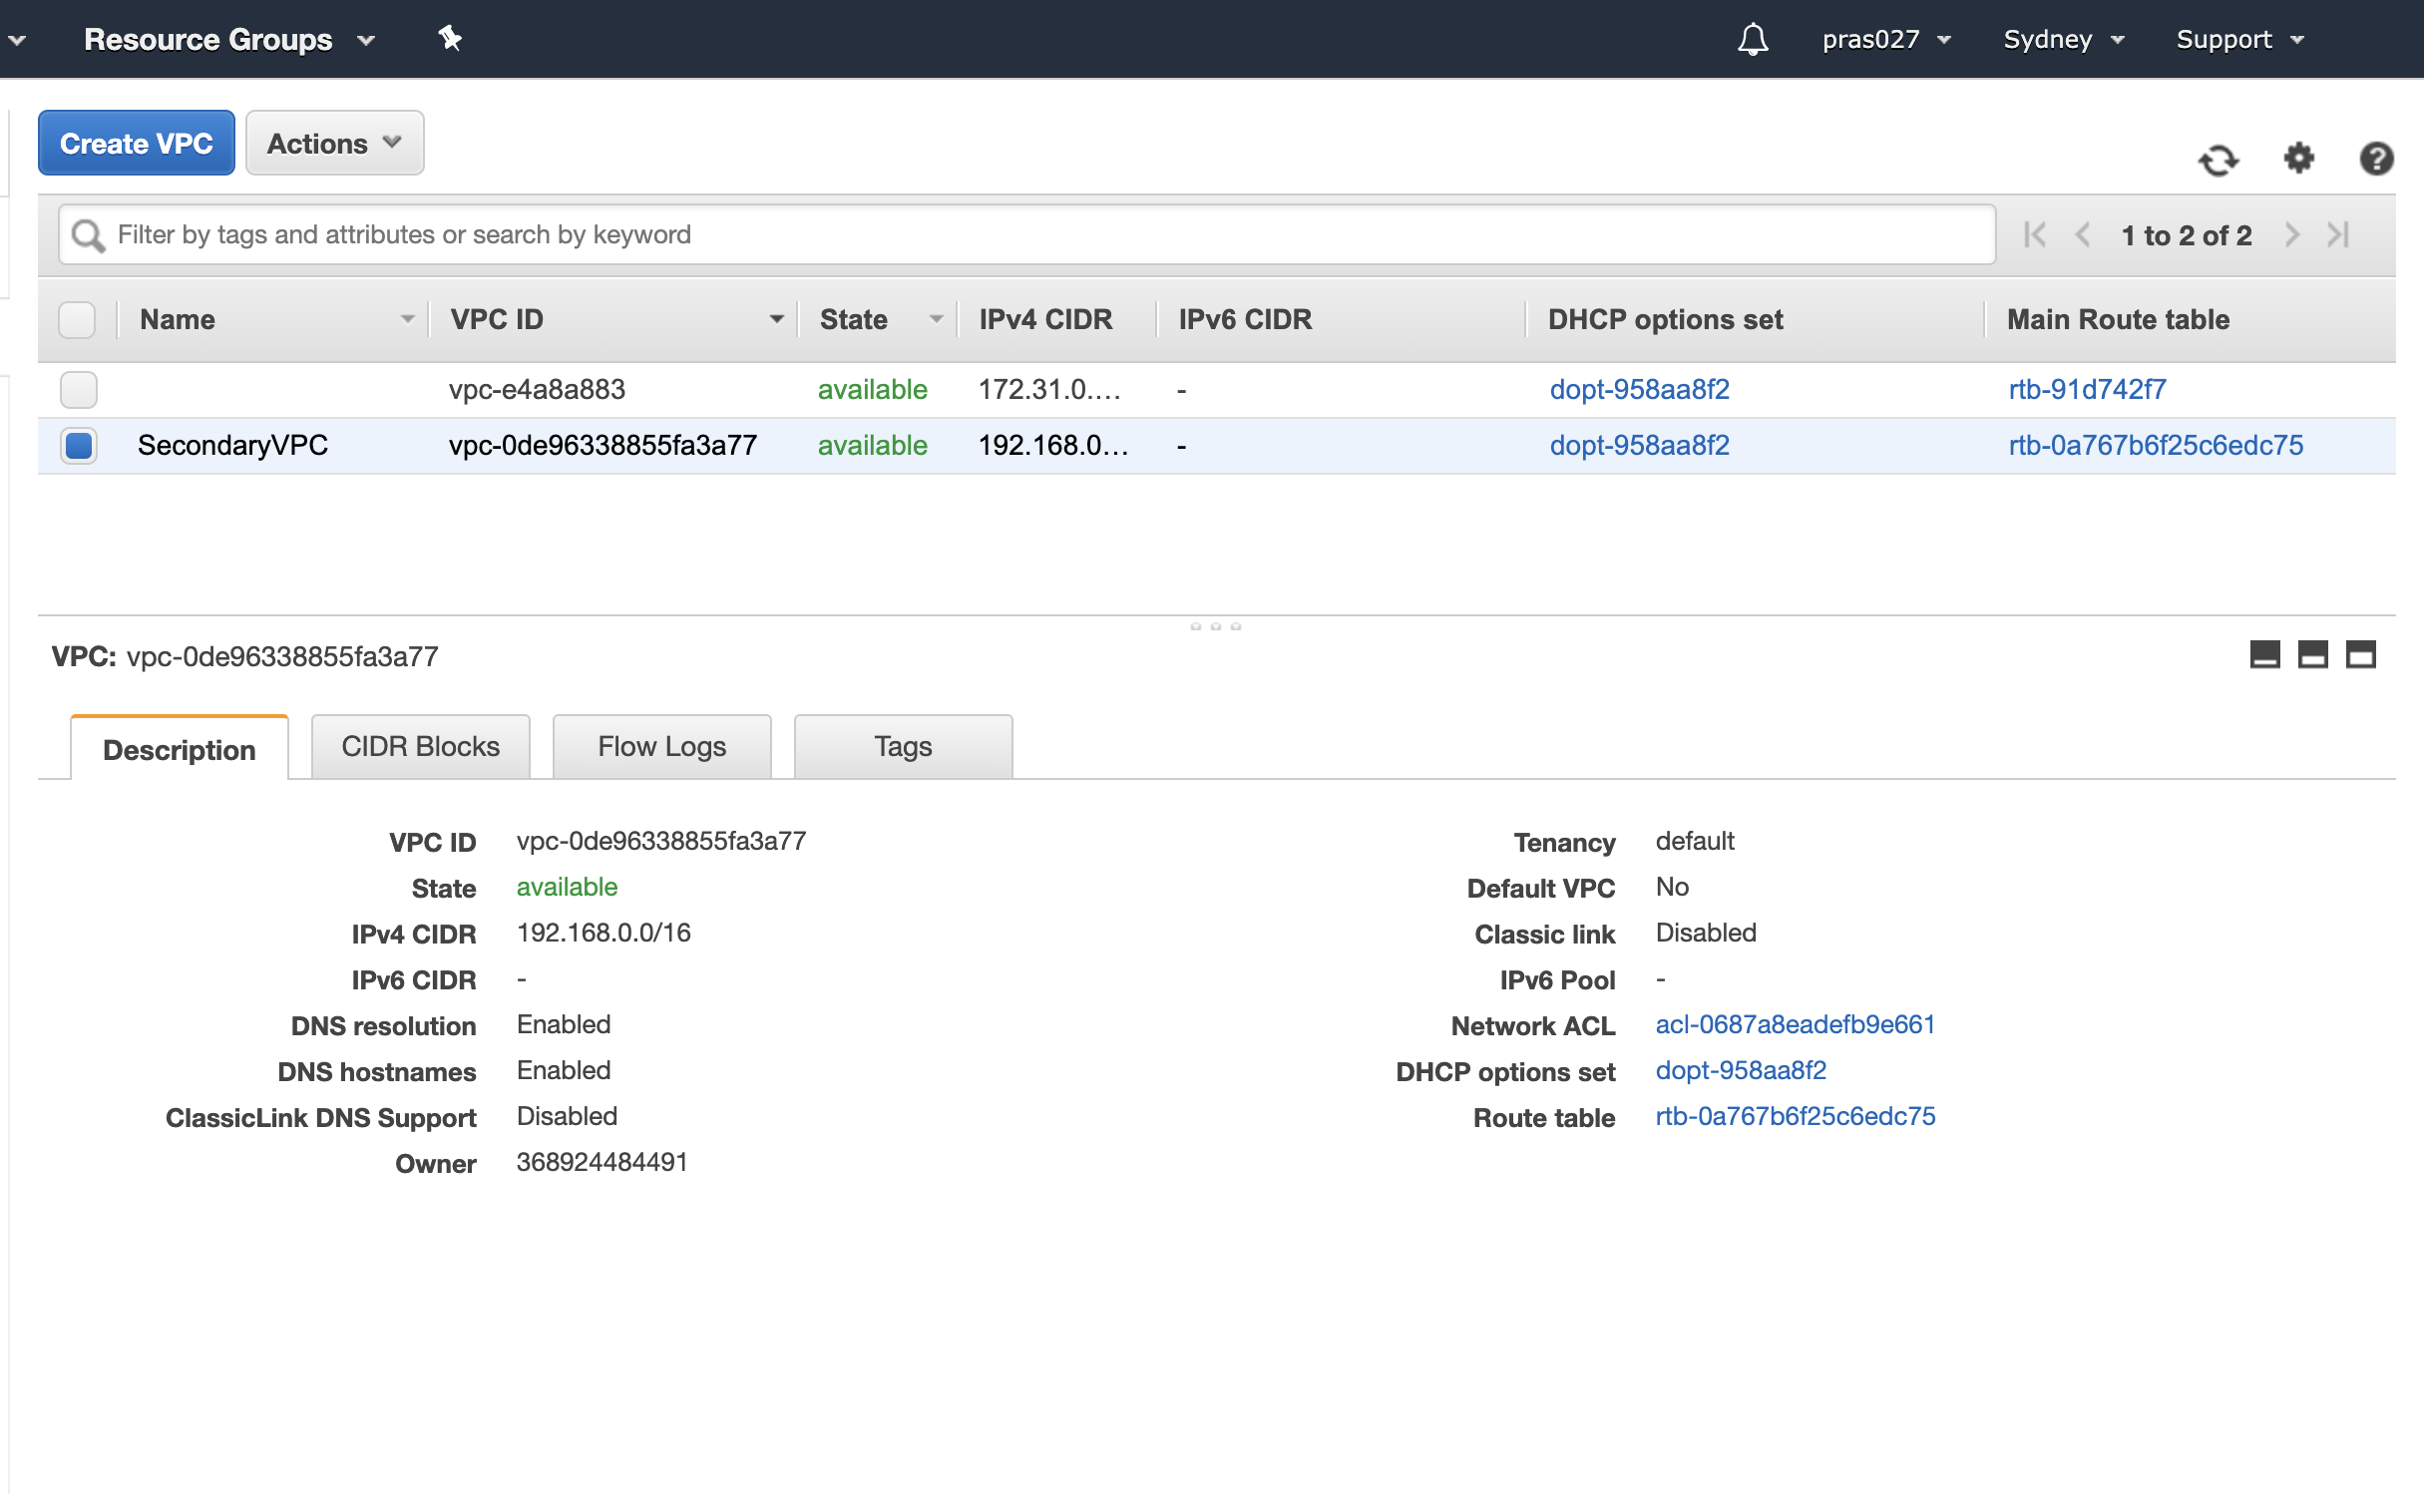 Resource Groups pras027 Sydney Support
Create VPC Actions
Filter by tags and attributes or search by keyword 1 to 2 of 2
Name VPC ID State IPv4 CIDR IPv6 CIDR DHCP options set Main Route table
vpc-e4a8a883 available 172.31.0.... - dopt-958aa8f2 rtb-91d742f7
SecondaryVPC vpc-0de96338855fa3a77 available 192.168.0... - dopt-958aa8f2 rtb-0a767b6f25c6edc75
VPC: vpc-0de96338855fa3a77
Description CIDR Blocks Flow Logs Tags
VPC ID vpc-0de96338855fa3a77 Tenancy default
State available Default VPC No
IPv4 CIDR 192.168.0.0/16 Classic link Disabled
IPv6 CIDR - IPv6 Pool -
DNS resolution Enabled Network ACL acl-0687a8eadefb9e661
DNS hostnames Enabled DHCP options set dopt-958aa8f2
ClassicLink DNS Support Disabled Route table rtb-0a767b6f25c6edc75
Owner 368924484491